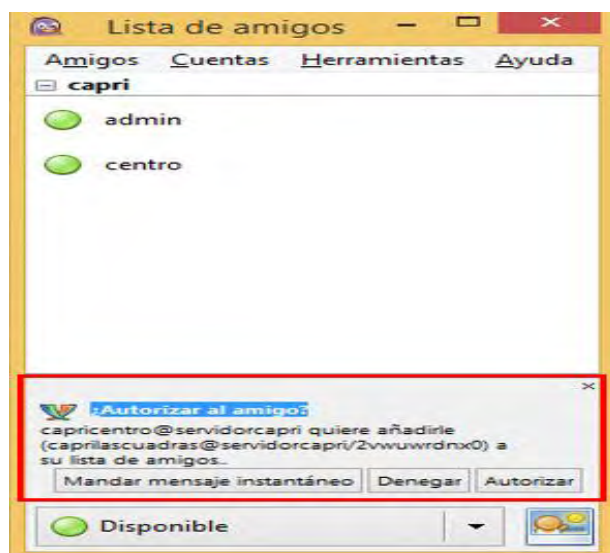 Lista de amigos
Amigos Cuentas Herramientas Ayuda
capri
admin
centro
¿Autorizar al amigo?
capricentro@servidorcapri quiere añadirle
(caprilascuadras@servidorcapri/2vwuwrdnx0) a
su lista de amigos..
Mandar mensaje instantáneo Denegar Autorizar
Disponible